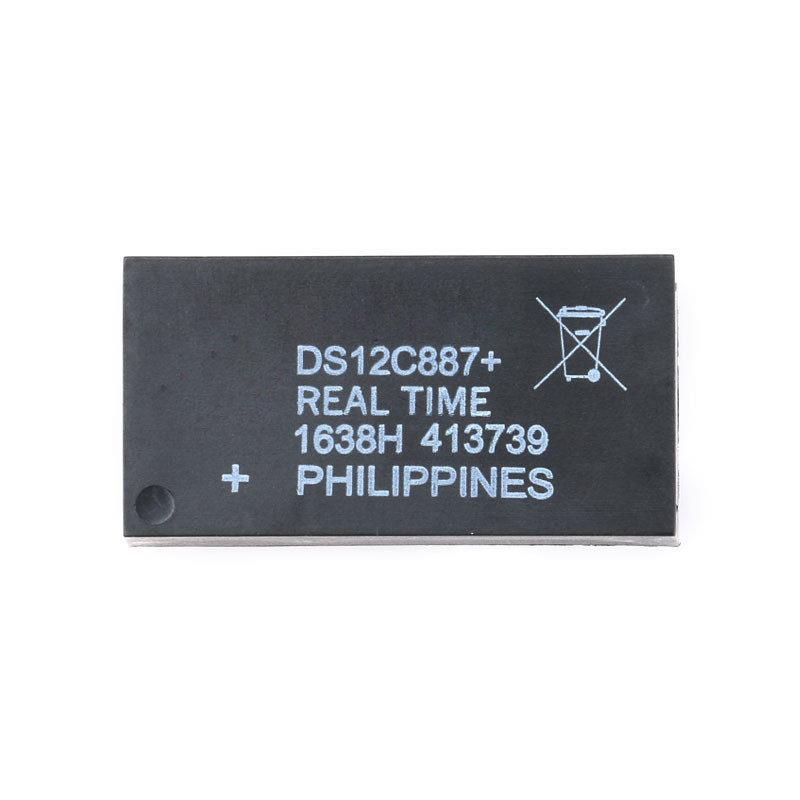 DS12C887+
REAL TIME
1638H 413739
+ PHILIPPINES